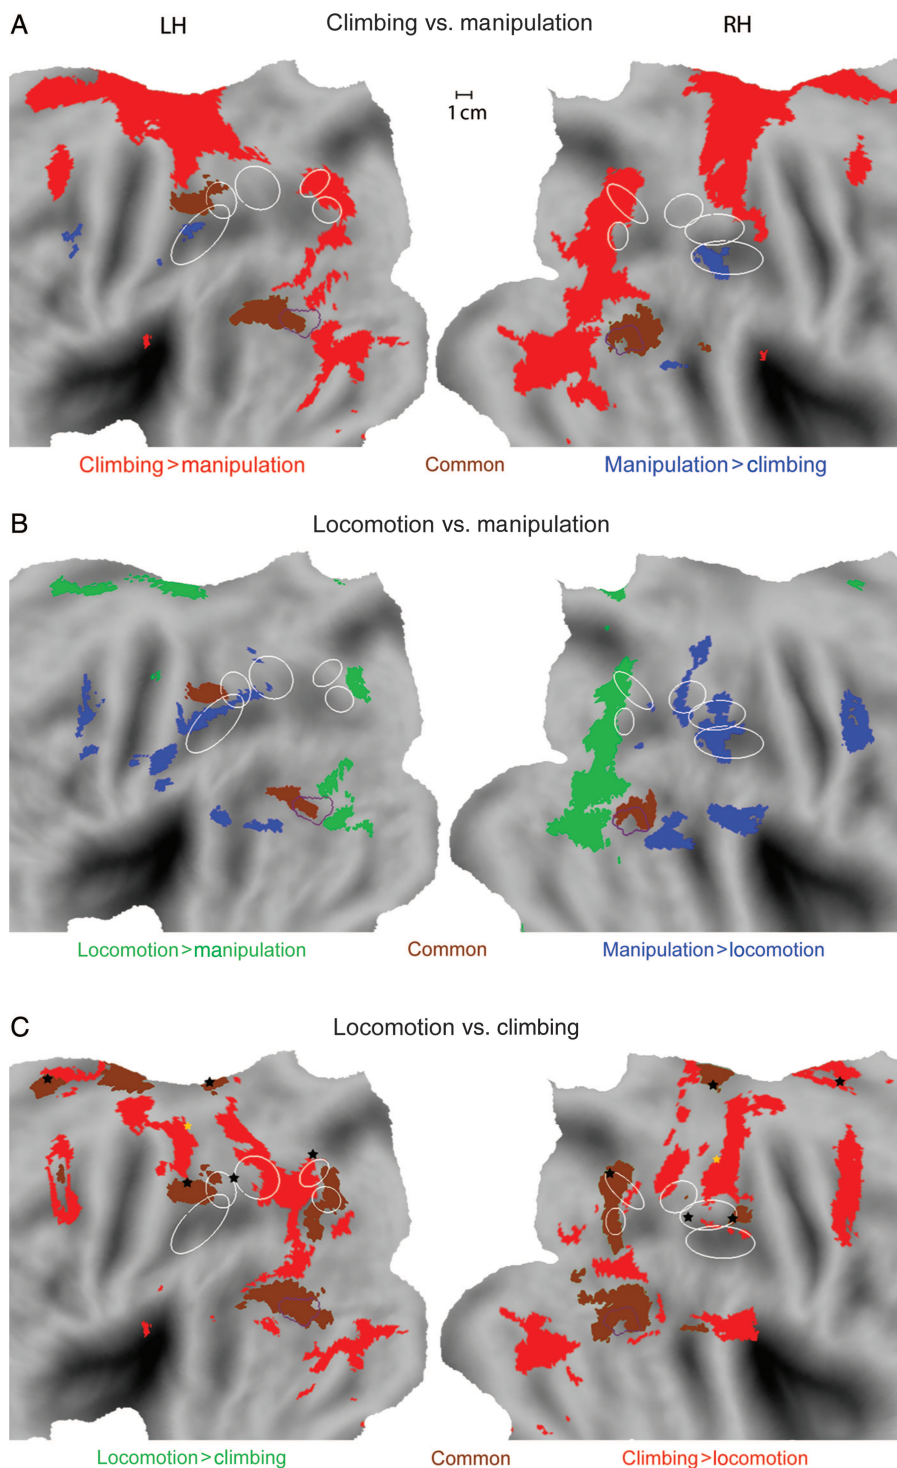 A
LH
Climbing vs. manipulation
RH
1 cm
Climbing>manipulation
Common
Manipulation>climbing
B
Locomotion vs. manipulation
Locomotion>manipulation
Common
Manipulation>locomotion
C
Locomotion vs. climbing
Locomotion>climbing
Common
Climbing>locomotion